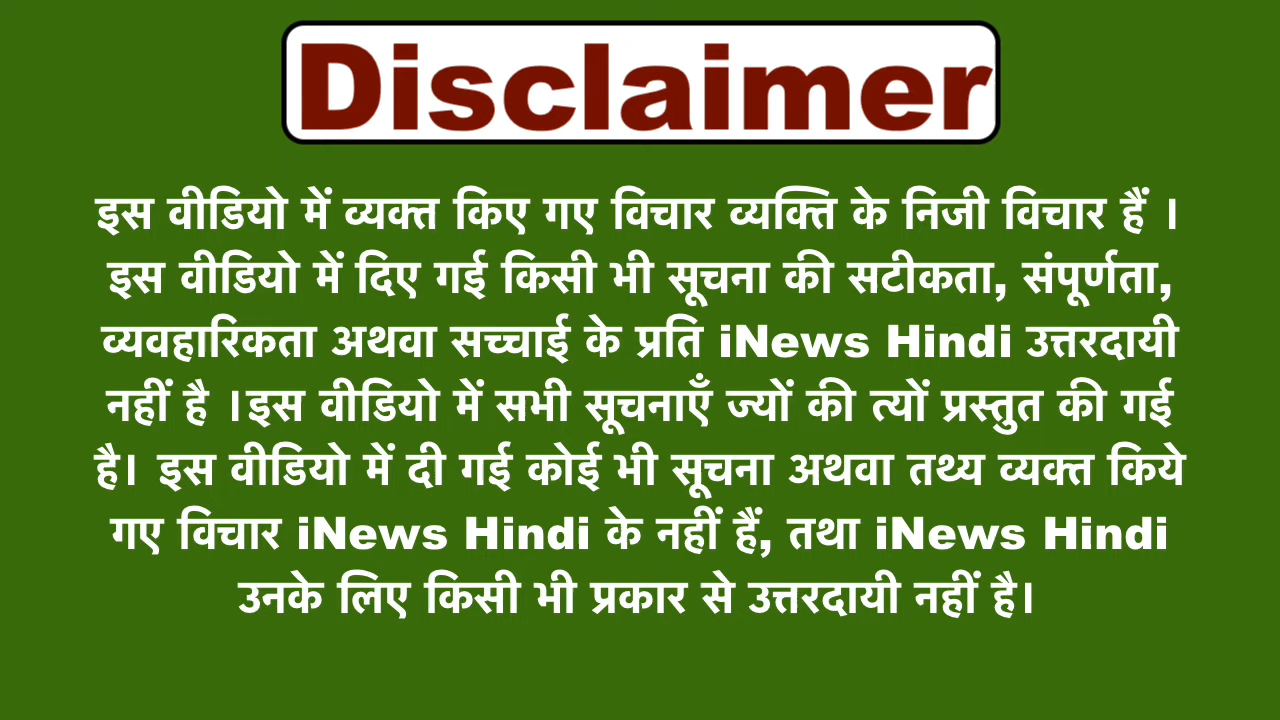 Disclaimer
इस वीडियो में व्यक्त किए गए विचार व्यक्ति के निजी विचार हैं ।
इस वीडियो में दिए गई किसी भी सूचना की सटीकता, संपूर्णता,
व्यवहारिकता अथवा सच्चाई के प्रति iNews Hindi उत्तरदायी
नहीं है ।इस वीडियो में सभी सूचनाएँ ज्यों की त्यों प्रस्तुत की गई
है। इस वीडियो में दी गई कोई भी सूचना अथवा तथ्य व्यक्त किये
गए विचार iNews Hindi के नहीं हैं, तथा iNews Hindi
उनके लिए किसी भी प्रकार से उत्तरदायी नहीं है।